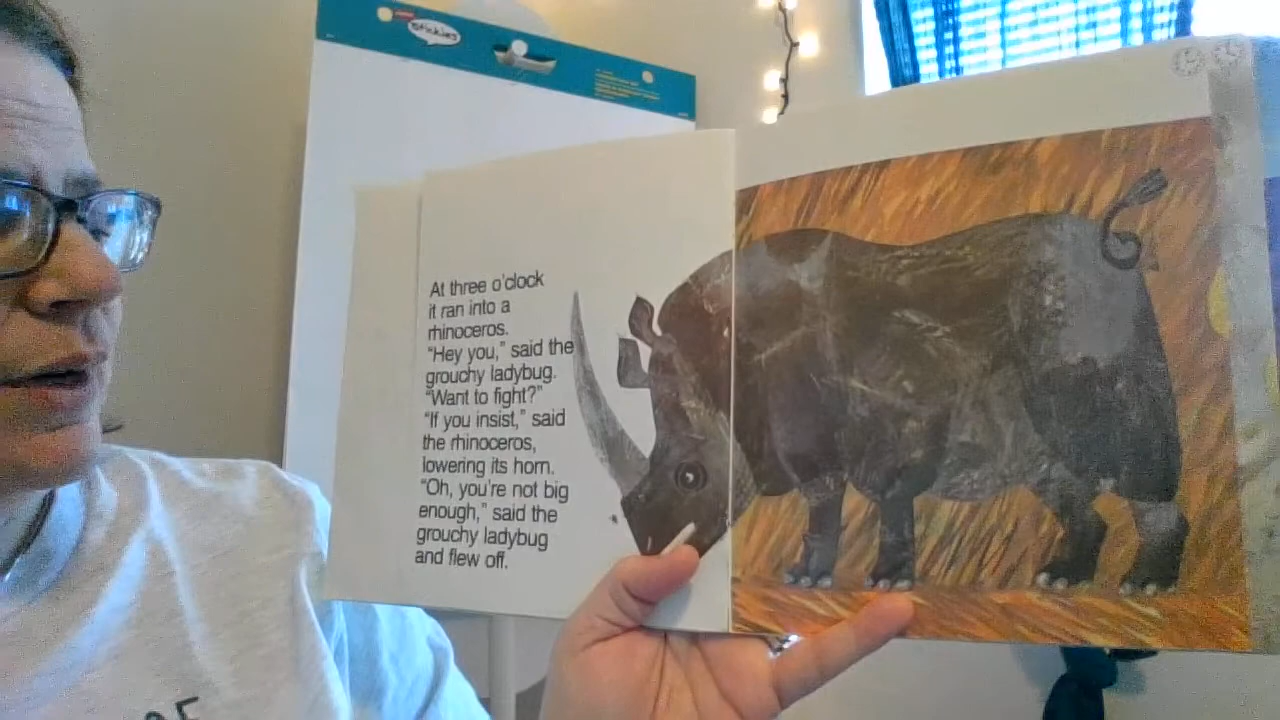 stickies
At three o'clock
it ran into a
rhinoceros.
"Hey you," said the
grouchy ladybug.
"Want to fight?"
"If you insist," said
the rhinoceros,
lowering its horn.
"Oh, you're not big
enough," said the
grouchy ladybug
and flew off.